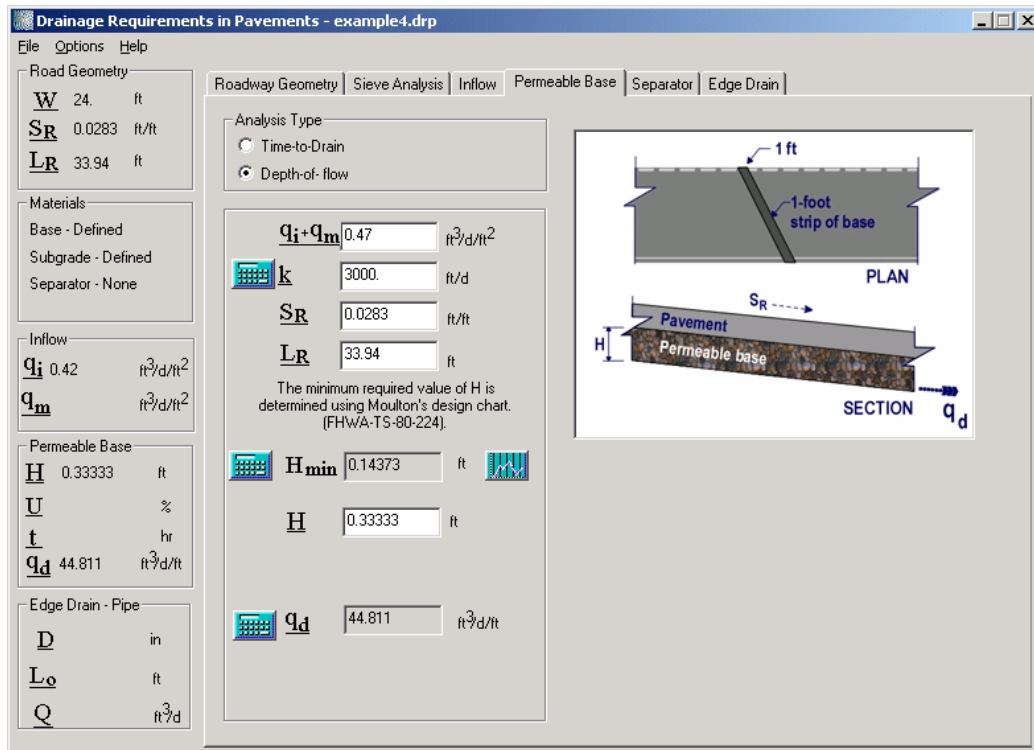 Drainage Requirements in Pavements - example4.drp
File Options Help
Road Geometry
W 24. ft
SR 0.0283 ft/ft
LR 33.94 ft
Materials
Base - Defined
Subgrade - Defined
Separator - None
Inflow
qi 0.42 ft3/d/ft2
qm ft3/d/ft2
Permeable Base
H 0.33333 ft
U %
t hr
qd 44.811 ft3/d/ft
Edge Drain - Pipe
D in
Lo ft
Q ft3/d
Roadway Geometry Sieve Analysis Inflow Permeable Base Separator Edge Drain
Analysis Type
Time-to-Drain
Depth-of- flow
qi+qm 0.47 ft3/d/ft2
k 3000. ft/d
SR 0.0283 ft/ft
LR 33.94 ft
The minimum required value of H is
determined using Moulton's design chart.
(FHWA-TS-80-224).
Hmin 0.14373 ft
H 0.33333 ft
qd 44.811 ft3/d/ft
1 ft
1-foot
strip of base
PLAN
SR
Pavement
H
Permeable base
SECTION
qd